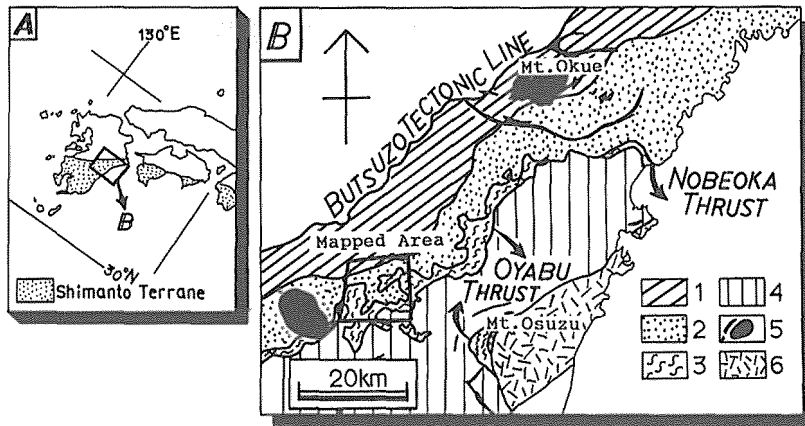 A
130°E
B
30°N
Shimanto Terrane
B
Mt.Okue
BUTSUZO TECTONIC LINE
NOBEOKA
THRUST
Mapped Area
OYABU
THRUST
Mt.Osuzu
1 4
2 5
3 6
20km